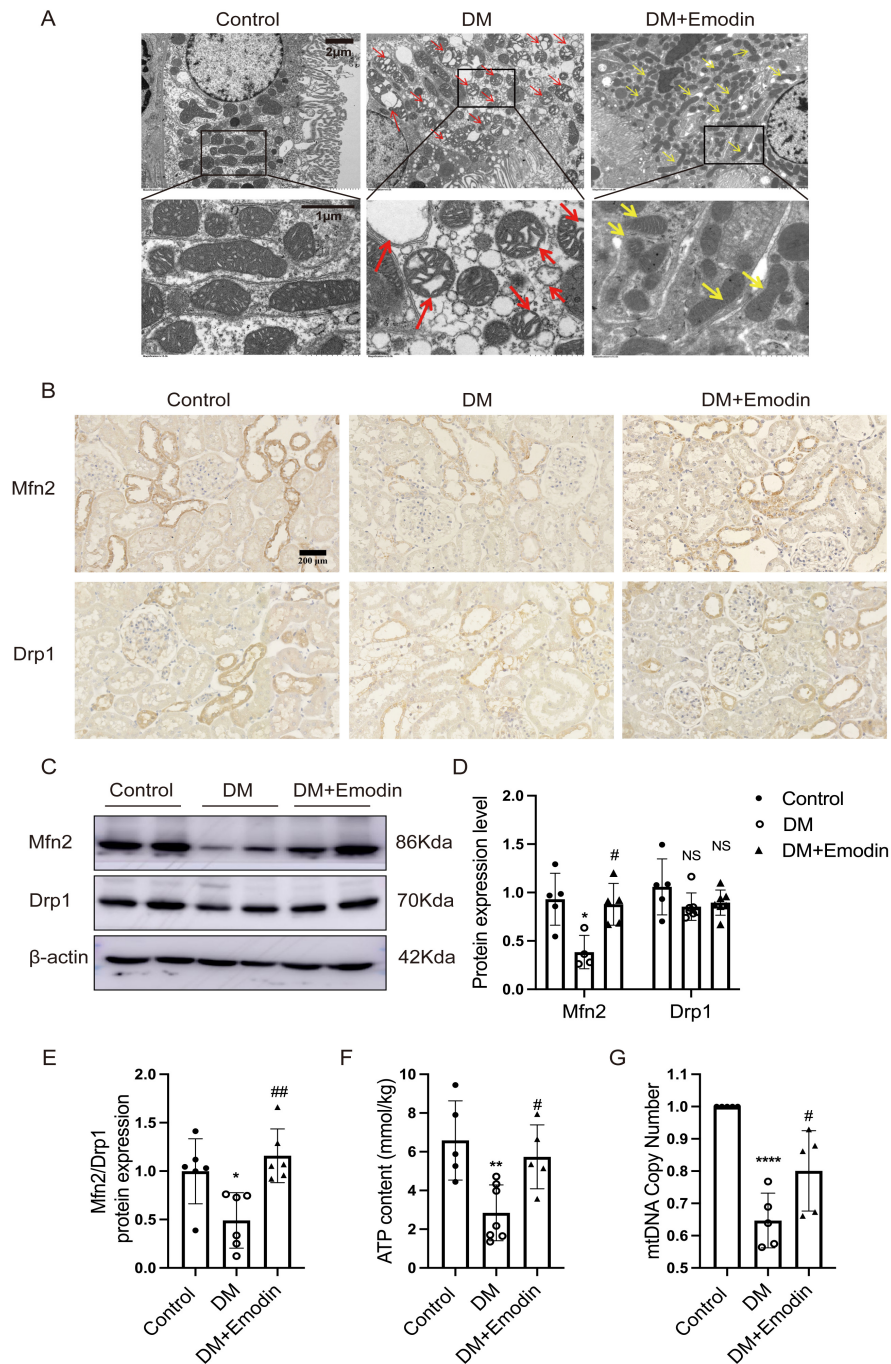 A
Control DM DM+Emodin
2μm
1μm
B
Control DM DM+Emodin
Mfn2
200 μm
Drp1
C
Control DM DM+Emodin
Mfn2 86Kda
Drp1 70Kda
β-actin 42Kda
D
Protein expression level
2.0
1.5
1.0
0.5
0.0
*
#
NS
NS
Mfn2 Drp1
Control
DM
DM+Emodin
E
Mfn2/Drp1
protein expression
2.0
1.5
1.0
0.5
0.0
*
##
Control
DM
DM+Emodin
F
ATP content (mmol/kg)
10
8
6
4
2
0
**
#
Control
DM
DM+Emodin
G
mtDNA Copy Number
1.1
1.0
0.9
0.8
0.7
0.6
0.5
****
#
Control
DM
DM+Emodin